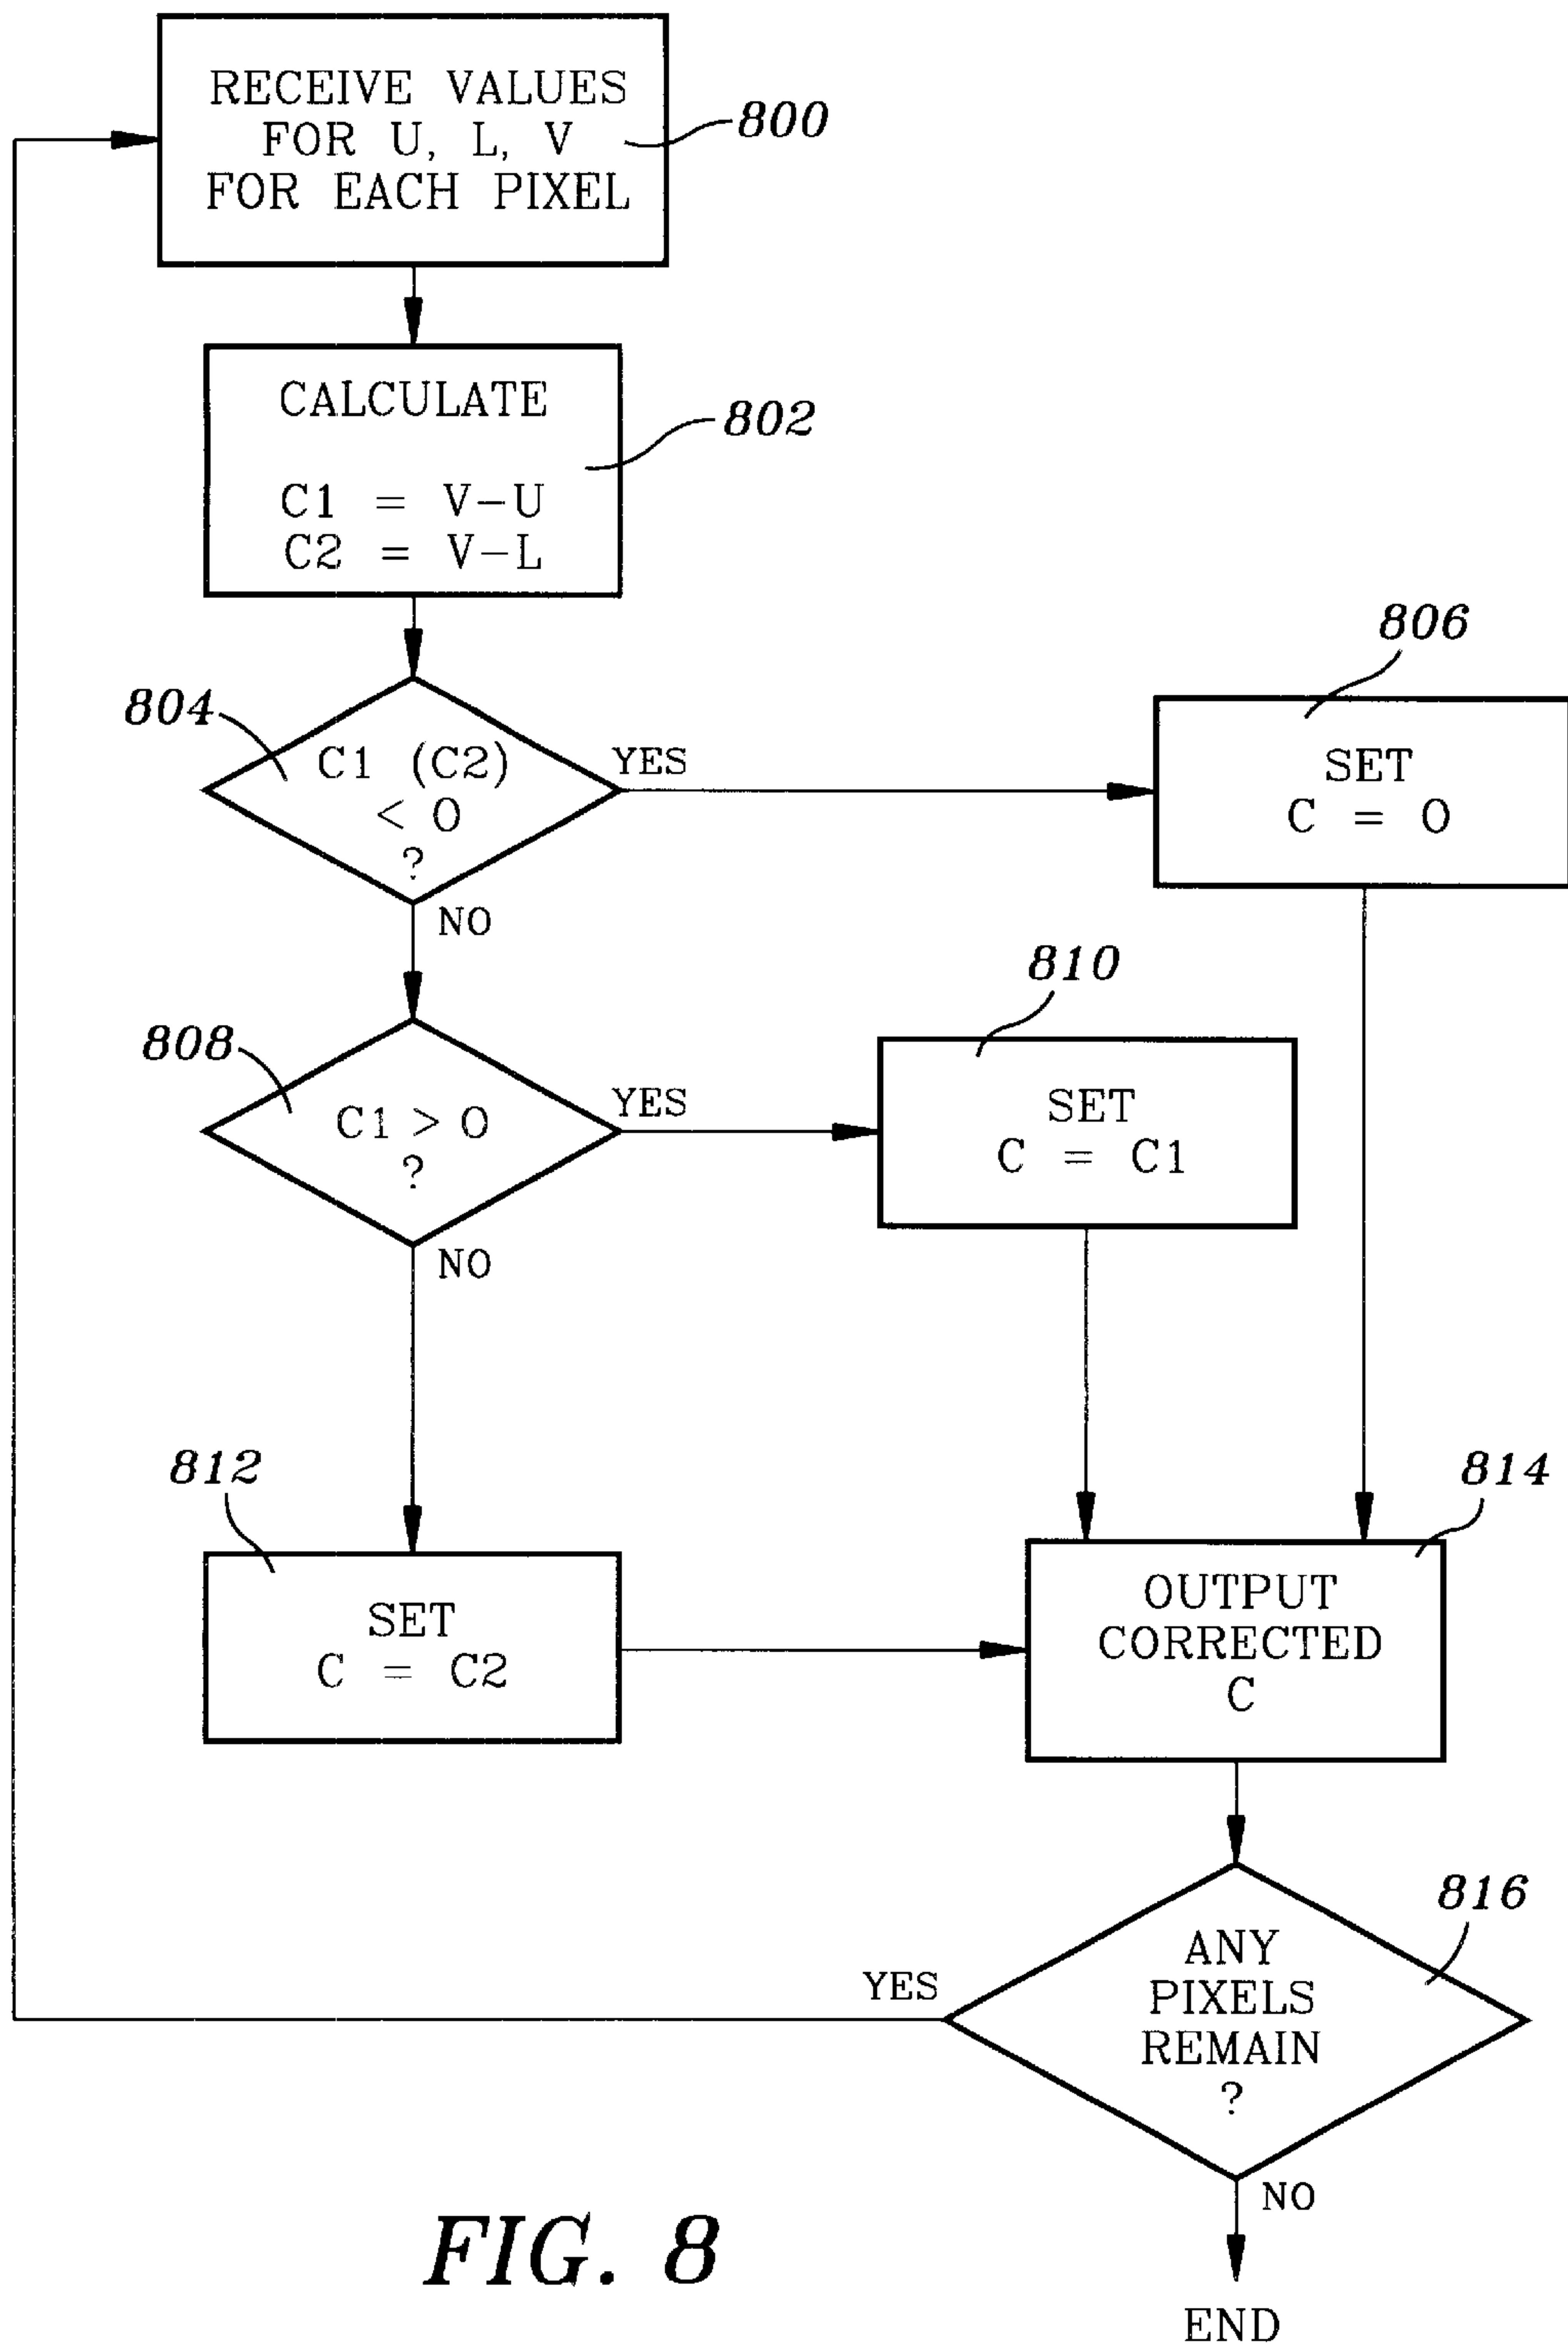 RECEIVE VALUES
FOR U, L, V
FOR EACH PIXEL
800
CALCULATE
C1 = V-U
C2 = V-L
802
804
C1 (C2)
< 0
?
YES
NO
806
SET
C = 0
808
C1 > 0
?
YES
NO
810
SET
C = C1
812
SET
C = C2
814
OUTPUT
CORRECTED
C
816
ANY
PIXELS
REMAIN
?
YES
NO
END
FIG. 8